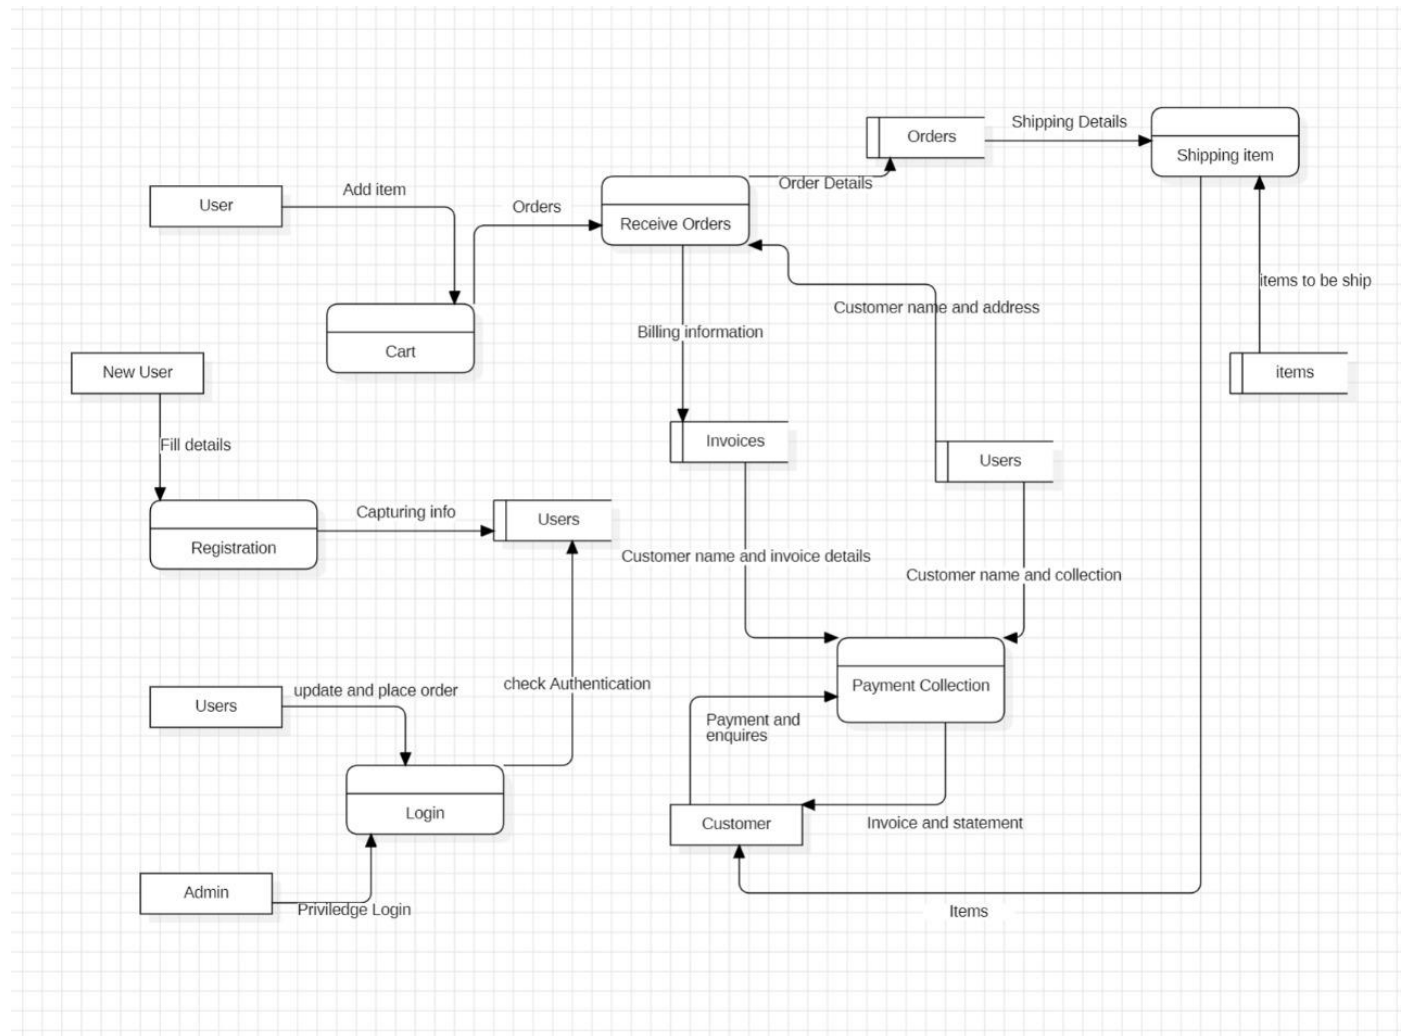 Orders
Shipping Details
Shipping item
Order Details
User
Add item
Orders
Receive Orders
items to be ship
Customer name and address
Billing information
Cart
New User
items
Fill details
Invoices
Users
Capturing info
Users
Registration
Customer name and invoice details
Customer name and collection
check Authentication
Payment Collection
update and place order
Users
Payment and
enquires
Login
Customer
Invoice and statement
Admin
Priviledge Login
Items